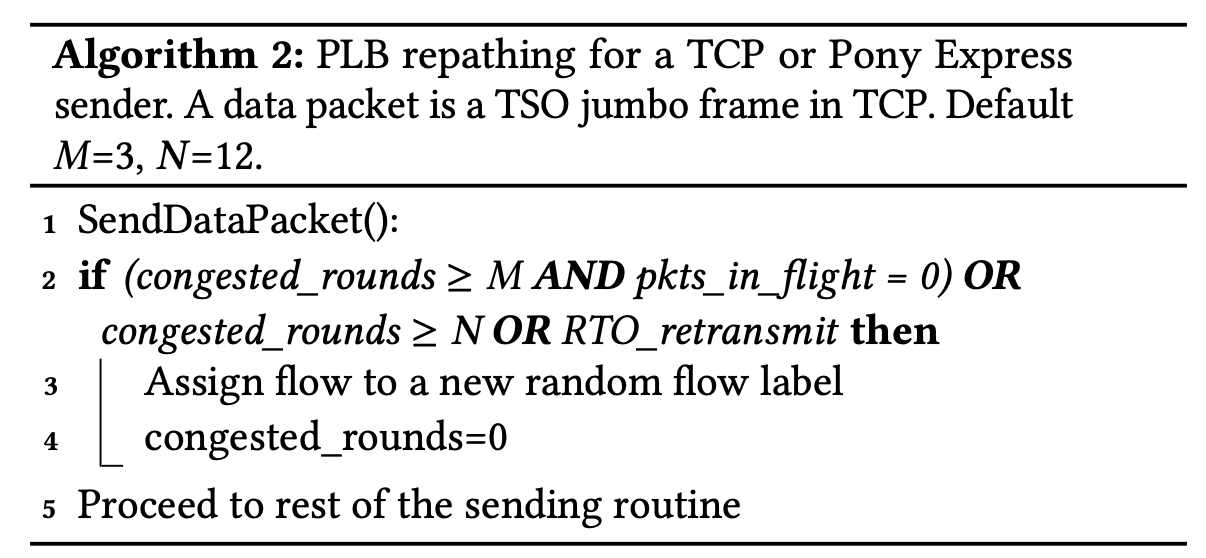 Algorithm 2: PLB repathing for a TCP or Pony Express
sender. A data packet is a TSO jumbo frame in TCP. Default
M=3, N=12.
1 SendDataPacket():
2 if (congested_rounds ≥ M AND pkts_in_flight = 0) OR
congested_rounds ≥ N OR RTO_retransmit then
3 Assign flow to a new random flow label
4 congested_rounds=0
5 Proceed to rest of the sending routine